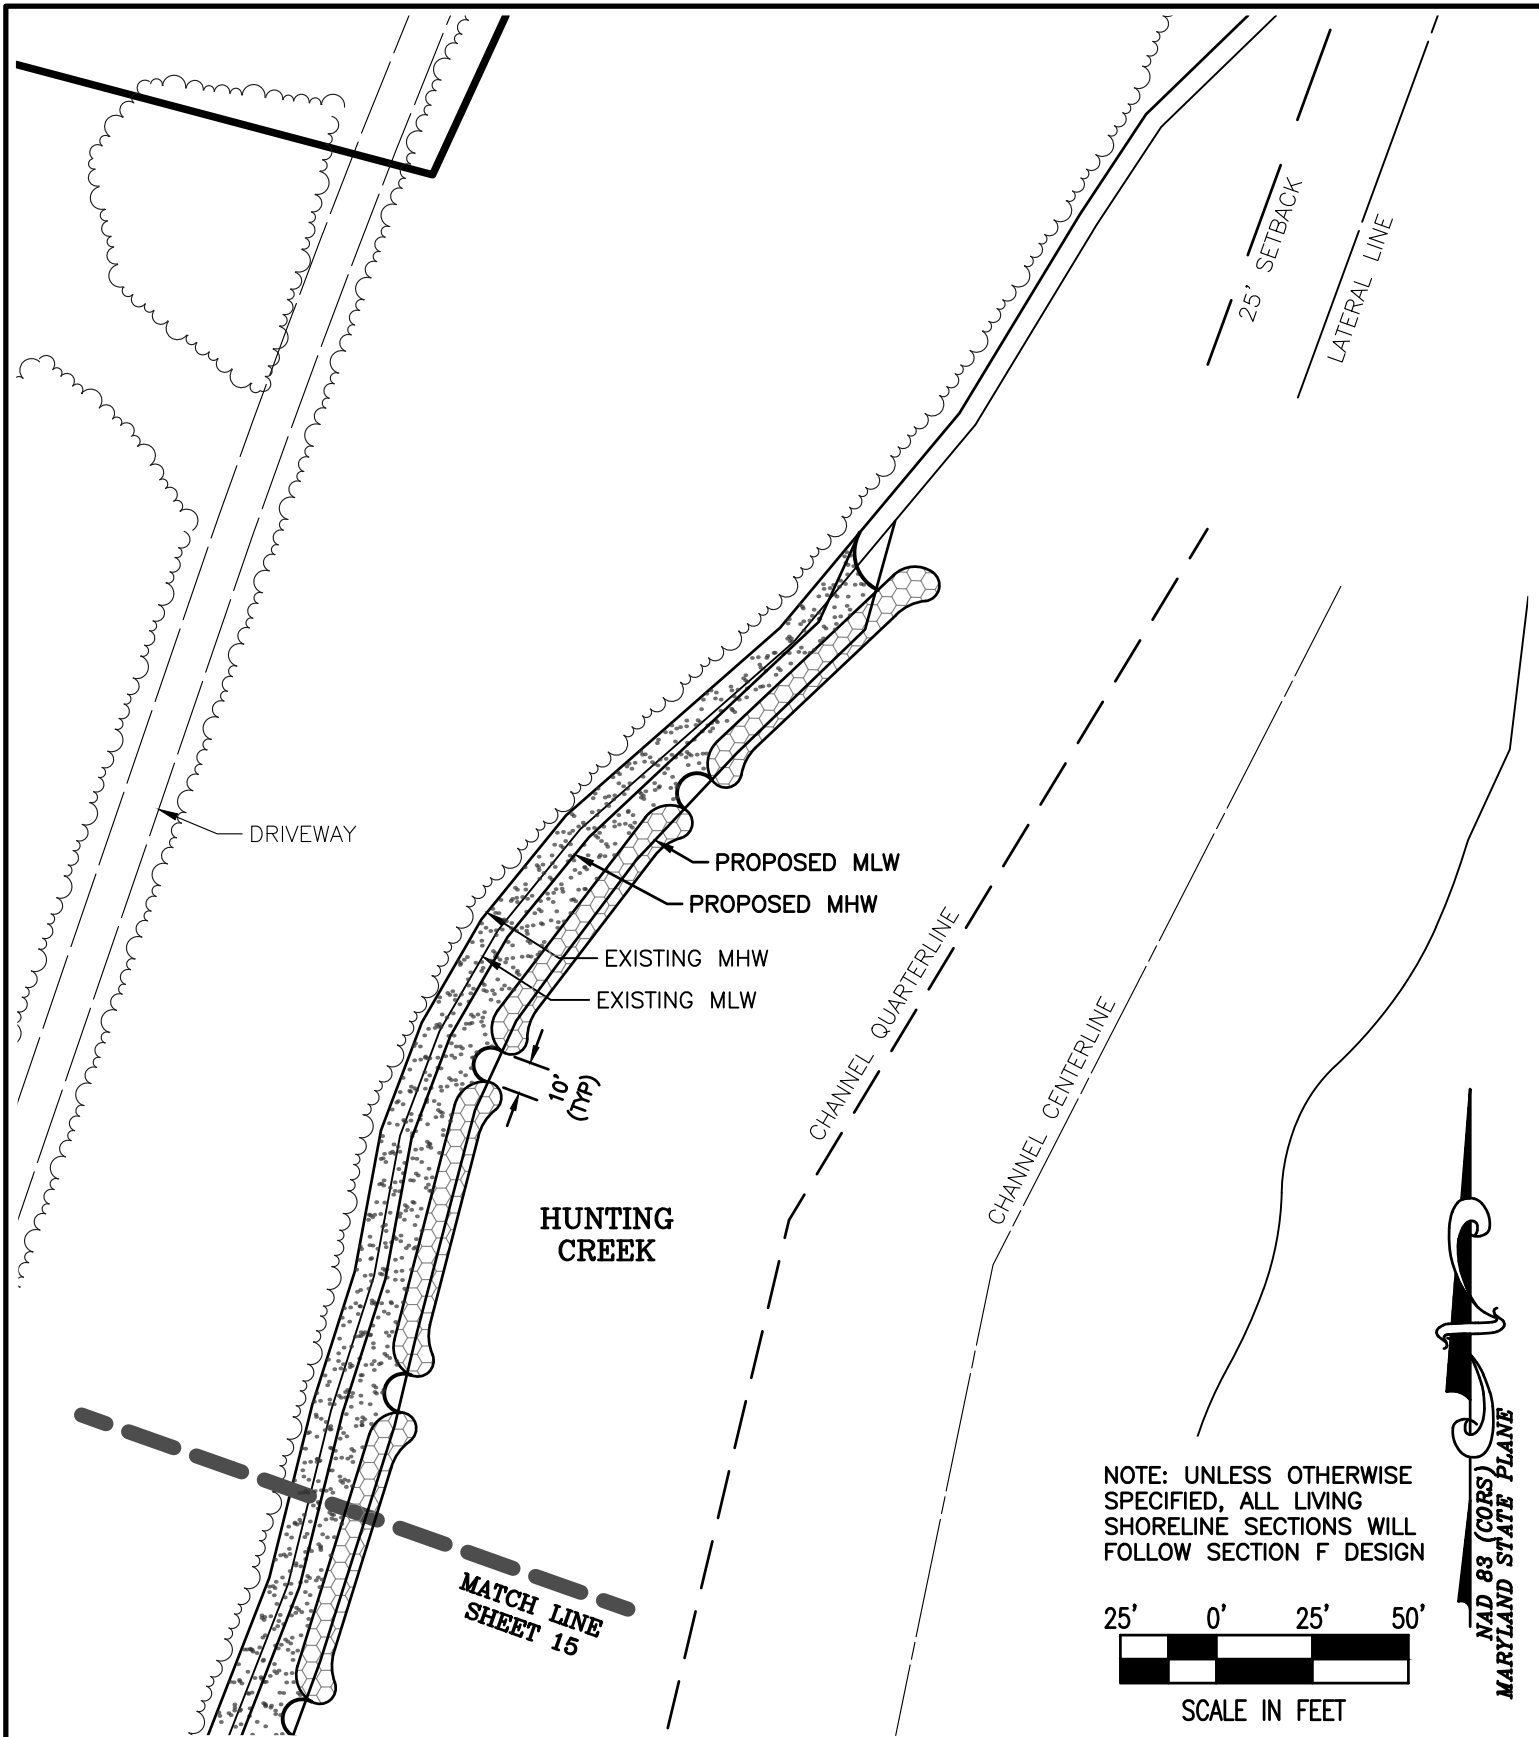 25' SETBACK
LATERAL LINE
DRIVEWAY
PROPOSED MLW
PROPOSED MHW
EXISTING MHW
EXISTING MLW
CHANNEL QUARTERLINE
CHANNEL CENTERLINE
10'
(TYP)
HUNTING
CREEK
MATCH LINE
SHEET 15
NOTE: UNLESS OTHERWISE
SPECIFIED, ALL LIVING
SHORELINE SECTIONS WILL
FOLLOW SECTION F DESIGN
25' 0' 25' 50'
SCALE IN FEET
NAD 83 (CORS)
MARYLAND STATE PLANE